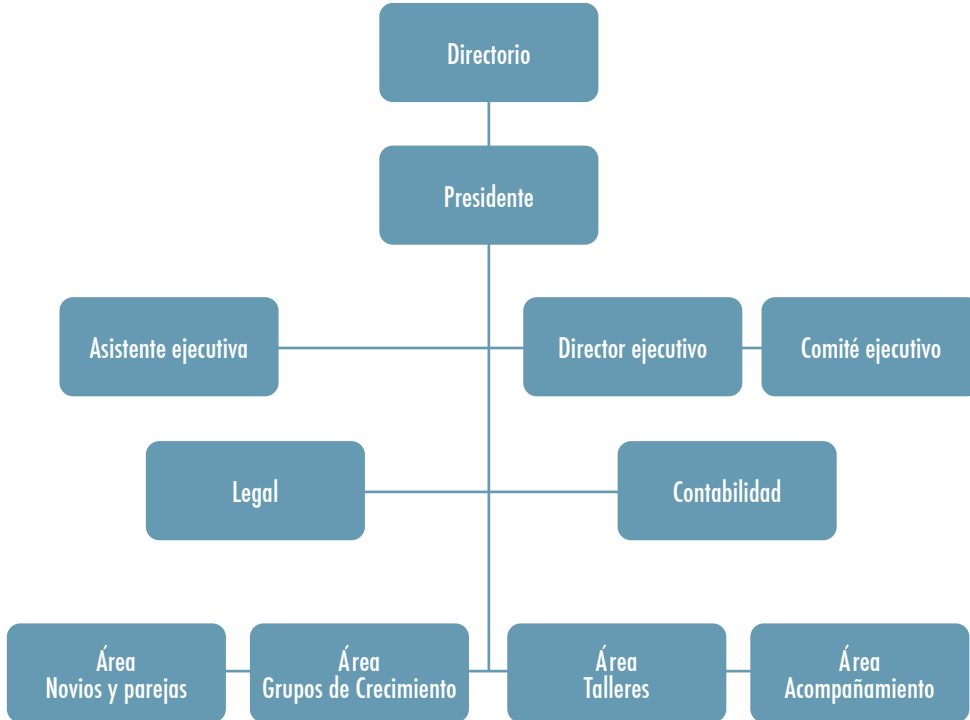 Directorio
Presidente
Asistente ejecutiva
Director ejecutivo
Comité ejecutivo
Legal
Contabilidad
Área
Novios y parejas
Área
Grupos de Crecimiento
Área
Talleres
Área
Acompañamiento